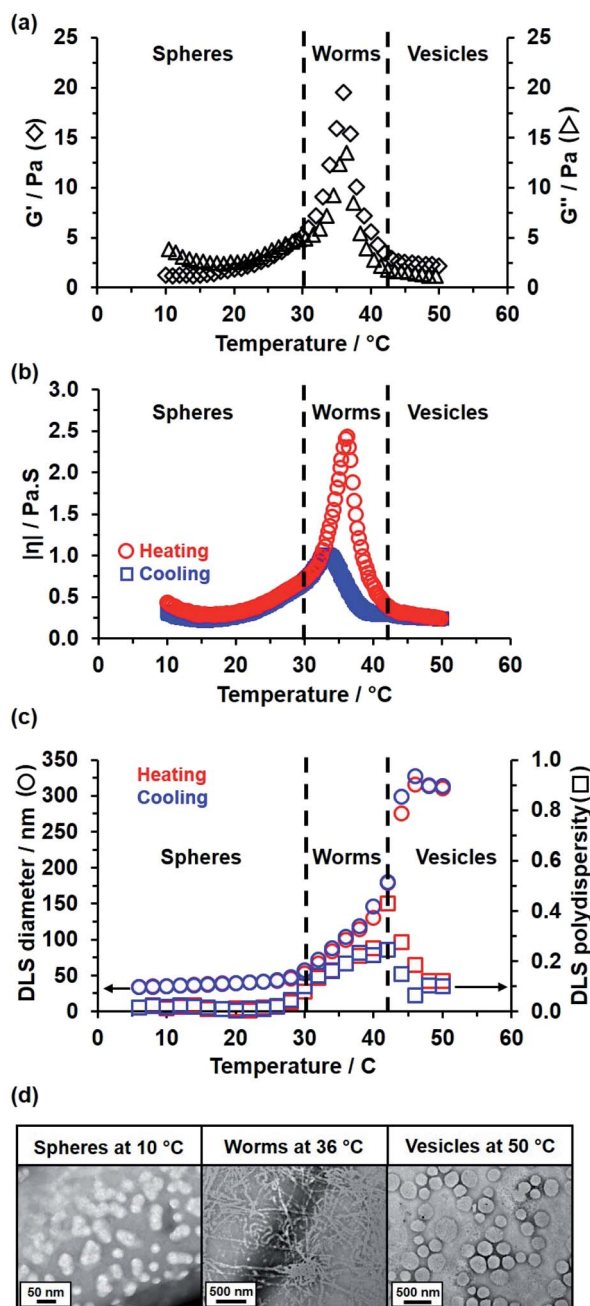 (a)
Spheres Worms Vesicles
25 25
20 20
15 15
10 10
5 5
0 0
G' / Pa (◇)
G" / Pa (△)
0 10 20 30 40 50 60
Temperature / °C
(b)
3.0
Spheres Worms Vesicles
2.5
2.0
1.5
1.0
0.5
0.0
|η| / Pa.S
Heating
Cooling
0 10 20 30 40 50 60
Temperature / °C
(c)
350 1.0
Heating
300
Cooling
0.8
250
200 0.6
Spheres Worms Vesicles
150 0.4
100
0.2
50
0 0.0
DLS diameter / nm (○)
DLS polydispersity (□)
0 10 20 30 40 50 60
Temperature / C
(d)
Spheres at 10 °C Worms at 36 °C Vesicles at 50 °C
50 nm 500 nm 500 nm